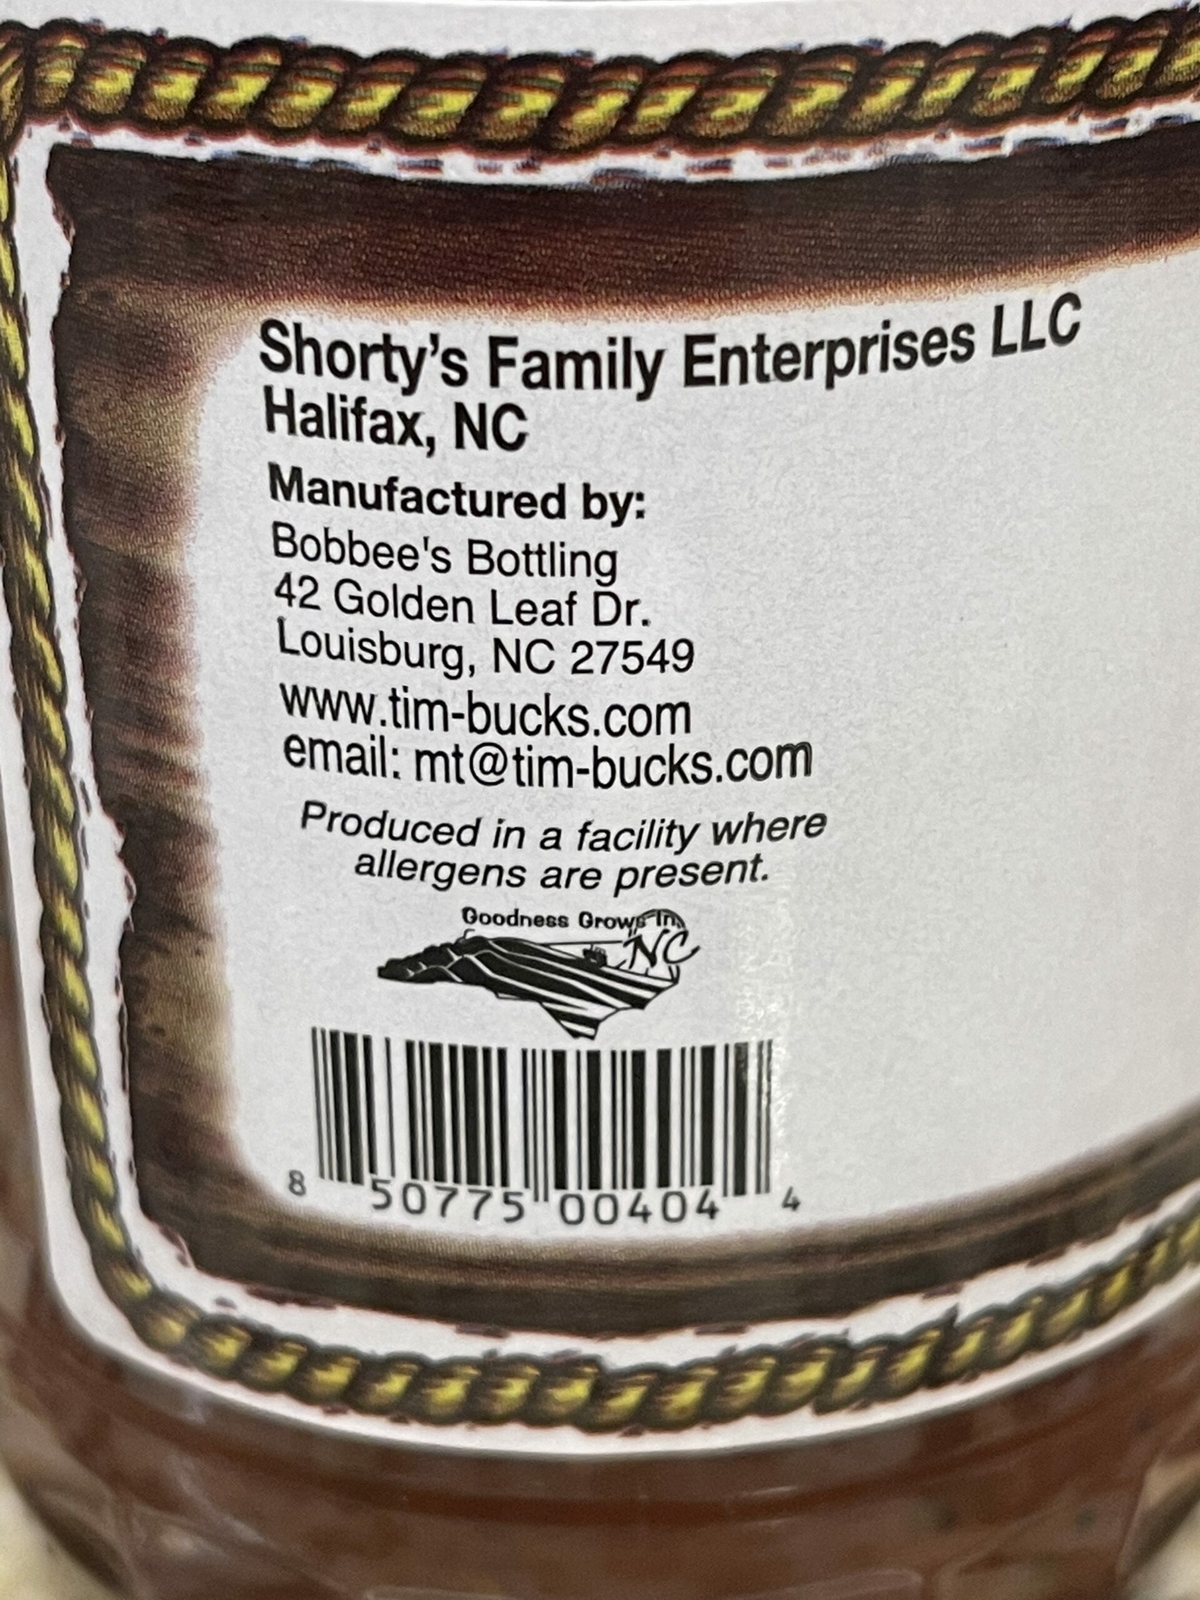 Shorty's Family Enterprises LLC
Halifax, NC
Manufactured by:
Bobbee's Bottling
42 Golden Leaf Dr.
Louisburg, NC 27549
www.tim-bucks.com
email: mt@tim-bucks.com
Produced in a facility where
allergens are present.
Goodness Grows In
NC
8 50775 00404 4